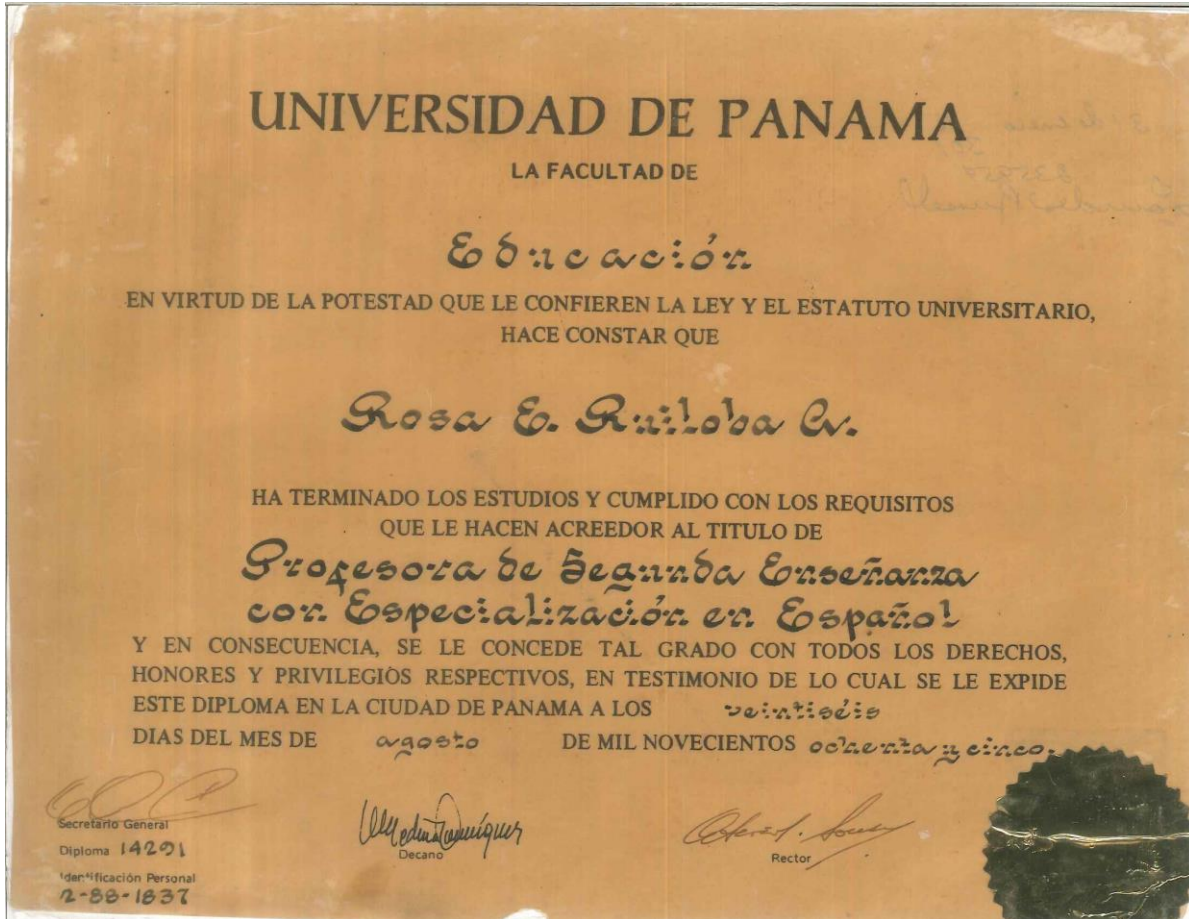 UNIVERSIDAD DE PANAMA
LA FACULTAD DE
Educación
EN VIRTUD DE LA POTESTAD QUE LE CONFIEREN LA LEY Y EL ESTATUTO UNIVERSITARIO,
HACE CONSTAR QUE
Rosa E. Ruiloba A.
HA TERMINADO LOS ESTUDIOS Y CUMPLIDO CON LOS REQUISITOS
QUE LE HACEN ACREEDOR AL TITULO DE
Profesora de Segunda Enseñanza
con Especialización en Español
Y EN CONSECUENCIA, SE LE CONCEDE TAL GRADO CON TODOS LOS DERECHOS,
HONORES Y PRIVILEGIOS RESPECTIVOS, EN TESTIMONIO DE LO CUAL SE LE EXPIDE
ESTE DIPLOMA EN LA CIUDAD DE PANAMA A LOS veintiséis
DIAS DEL MES DE agosto DE MIL NOVECIENTOS ochenta y cinco.
Secretario General
Decano
Rector
Diploma 14291
Identificación Personal
2-88-1837